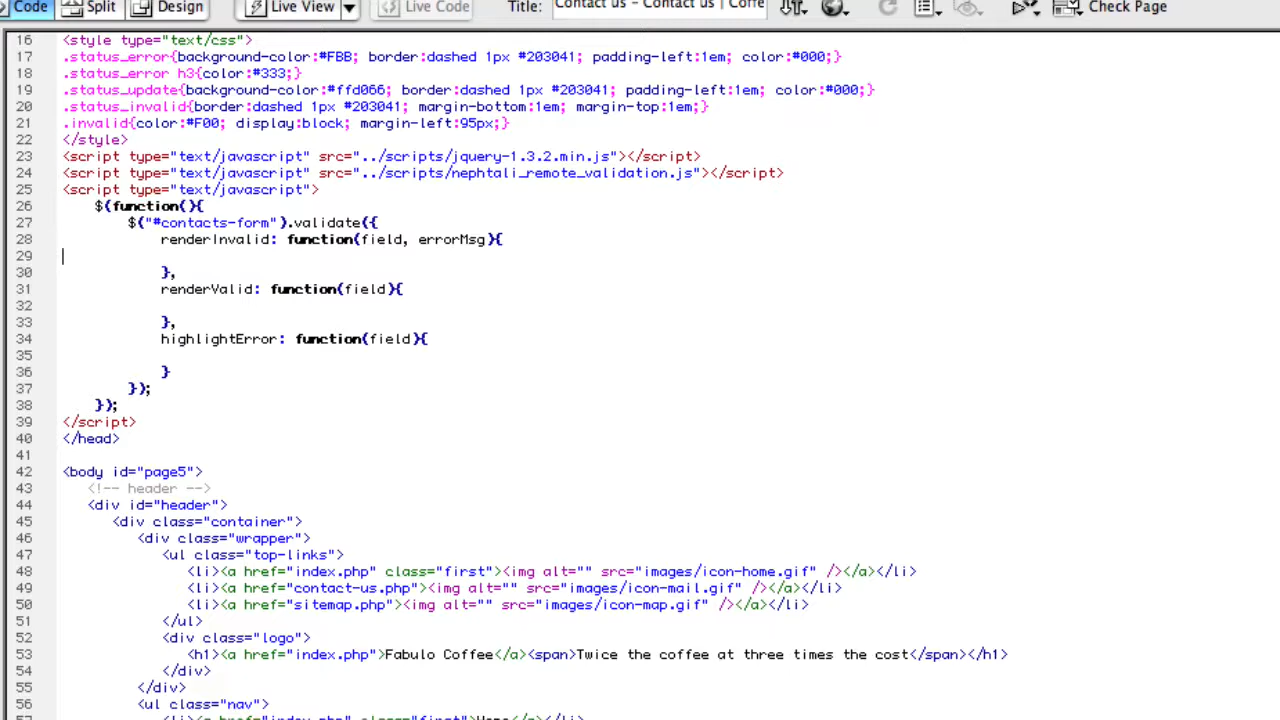 Code Split Design Live View Live Code Title: Contact us - Contact us | Coffe Check Page
16 <style type="text/css">
17 .status_error{background-color:#FBB; border:dashed 1px #203041; padding-left:1em; color:#000;}
18 .status_error h3{color:#333;}
19 .status_update{background-color:#ffd066; border:dashed 1px #203041; padding-left:1em; color:#000;}
20 .status_invalid{border:dashed 1px #203041; margin-bottom:1em; margin-top:1em;}
21 .invalid{color:#F00; display:block; margin-left:95px;}
22 </style>
23 <script type="text/javascript" src="../scripts/jquery-1.3.2.min.js"></script>
24 <script type="text/javascript" src="../scripts/nephtali_remote_validation.js"></script>
25 <script type="text/javascript">
26 $(function(){
27 $("#contacts-form").validate({
28 renderInvalid: function(field, errorMsg){
29
30 },
31 renderValid: function(field){
32
33 },
34 highlightError: function(field){
35
36 }
37 });
38 });
39 </script>
40 </head>
41
42 <body id="page5">
43 <!-- header -->
44 <div id="header">
45 <div class="container">
46 <div class="wrapper">
47 <ul class="top-links">
48 <li><a href="index.php" class="first"><img alt="" src="images/icon-home.gif" /></a></li>
49 <li><a href="contact-us.php"><img alt="" src="images/icon-mail.gif" /></a></li>
50 <li><a href="sitemap.php"><img alt="" src="images/icon-map.gif" /></a></li>
51 </ul>
52 <div class="logo">
53 <h1><a href="index.php">Fabulo Coffee</a><span>Twice the coffee at three times the cost</span></h1>
54 </div>
55 </div>
56 <ul class="nav">
57 <li><a href="index.php" class="first">Home</a></li>